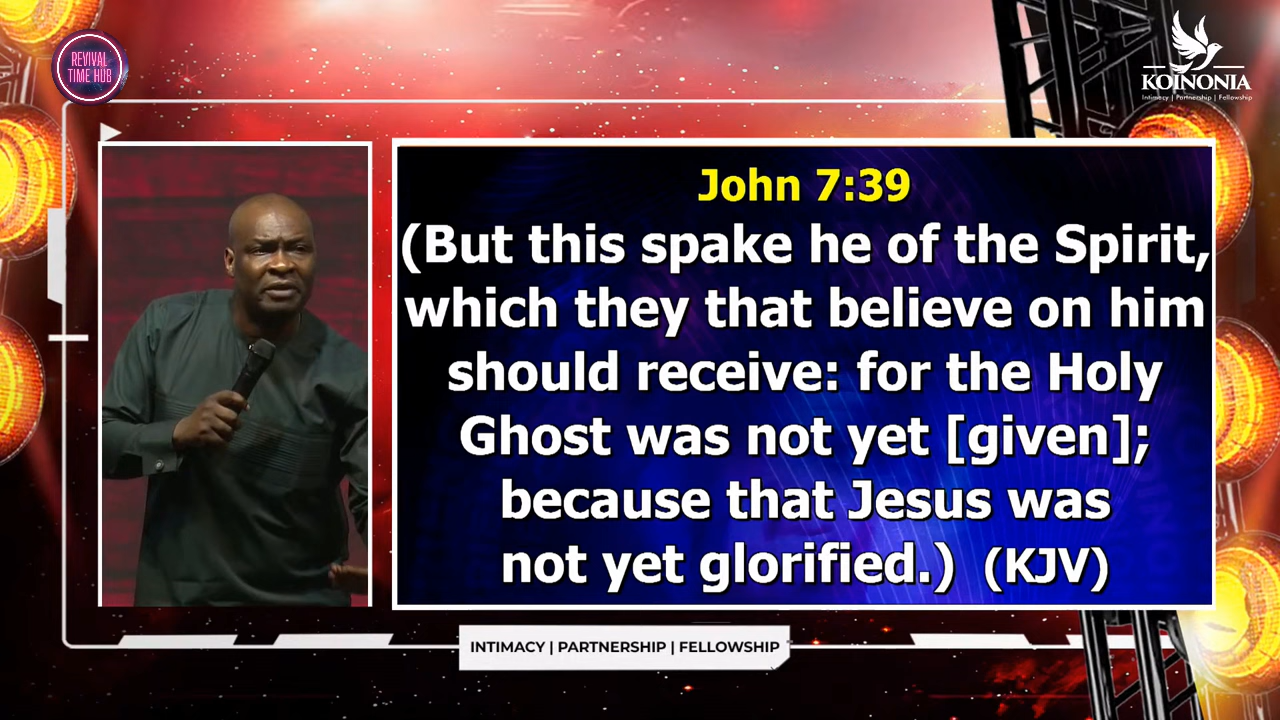 REVIVAL
TIME HUB
KOINONIA
Intimacy | Partnership | Fellowship
John 7:39
(But this spake he of the Spirit,
which they that believe on him
should receive: for the Holy
Ghost was not yet [given];
because that Jesus was
not yet glorified.) (KJV)
INTIMACY | PARTNERSHIP | FELLOWSHIP